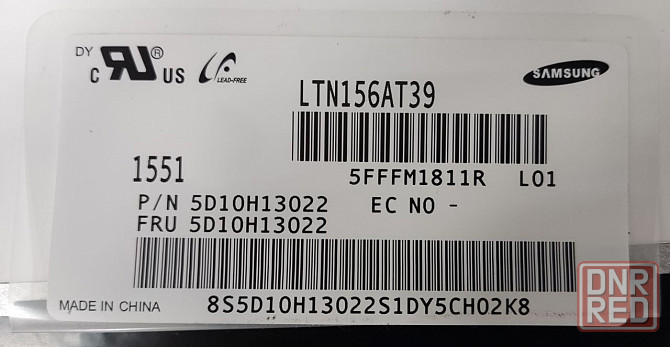 DY
C RU ® US
LEAD-FREE
SAMSUNG
LTN156AT39
1551
5FFFM1811R L01
P/N 5D10H13022 EC NO -
FRU 5D10H13022
MADE IN CHINA
8S5D10H13022S1DY5CH02K8
DNR
RED